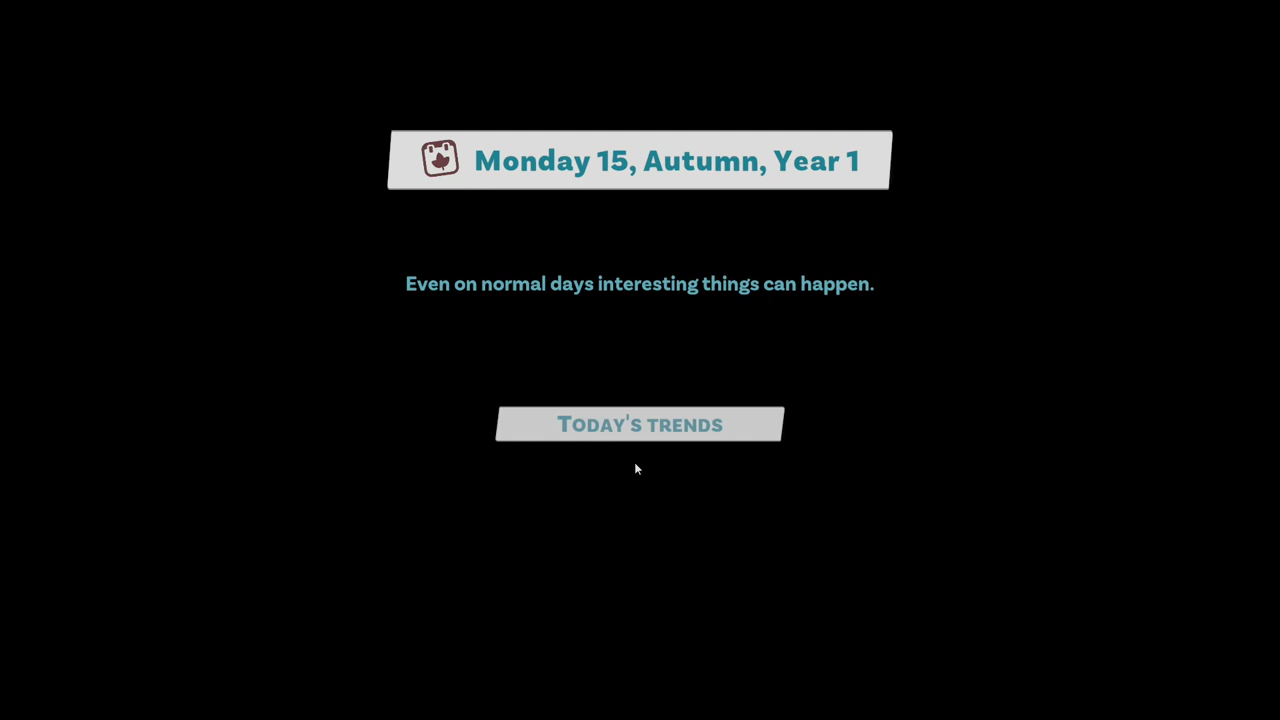 Monday 15, Autumn, Year 1
Even on normal days interesting things can happen.
Today's trends